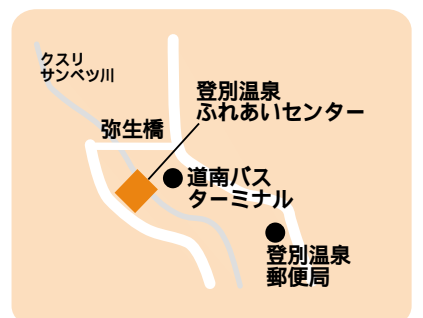 クスリ
サンベツ川
登別温泉
ふれあいセンター
弥生橋
道南バス
ターミナル
登別温泉
郵便局